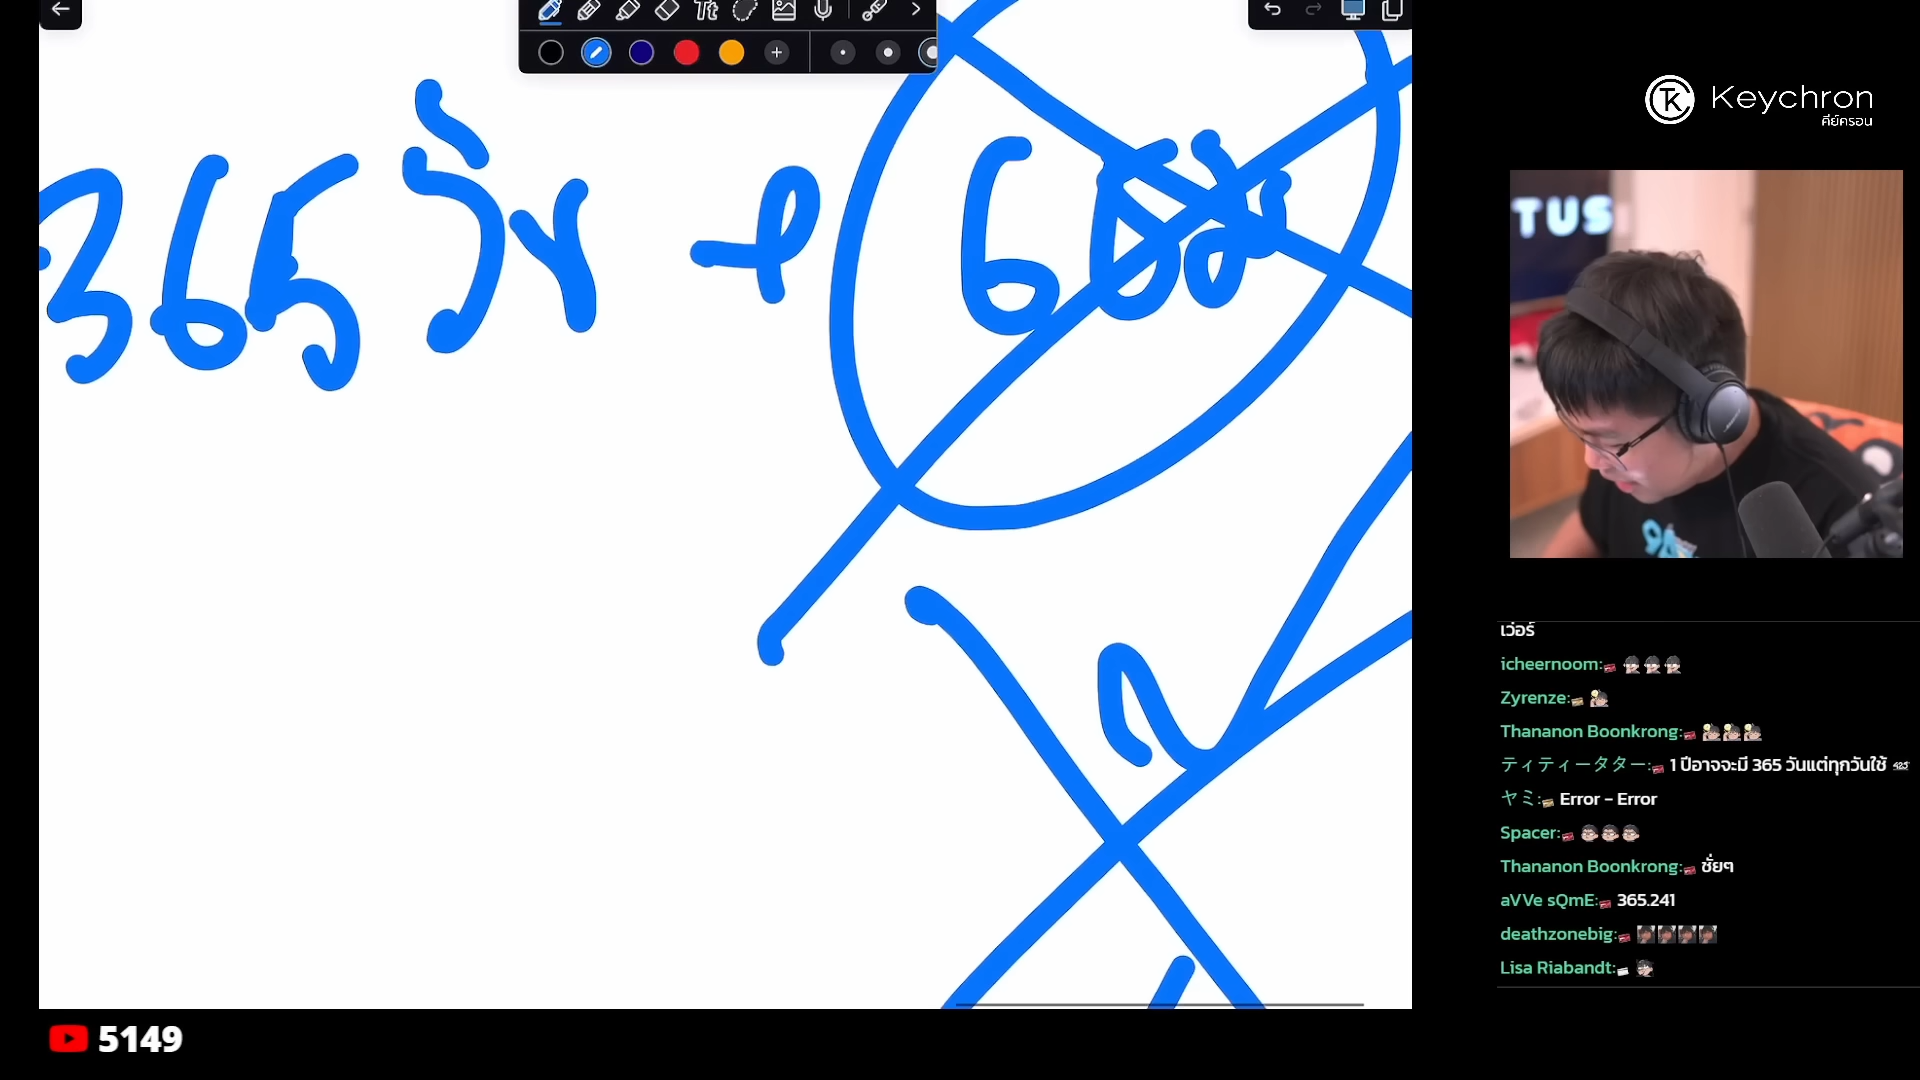 Tt
365 วัน + 6 ชม
Keychron
คีย์ครอน
TUS
เว่อร์
icheernoom:
Zyrenze:
Thananon Boonkrong:
ティティータター: 1 ปีอาจจะมี 365 วันแต่ทุกวันใช้
ヤミ: Error - Error
Spacer:
Thananon Boonkrong: ชั่ยๆ
aVVe sQmE: 365.241
deathzonebig:
Lisa Riabandt:
5149